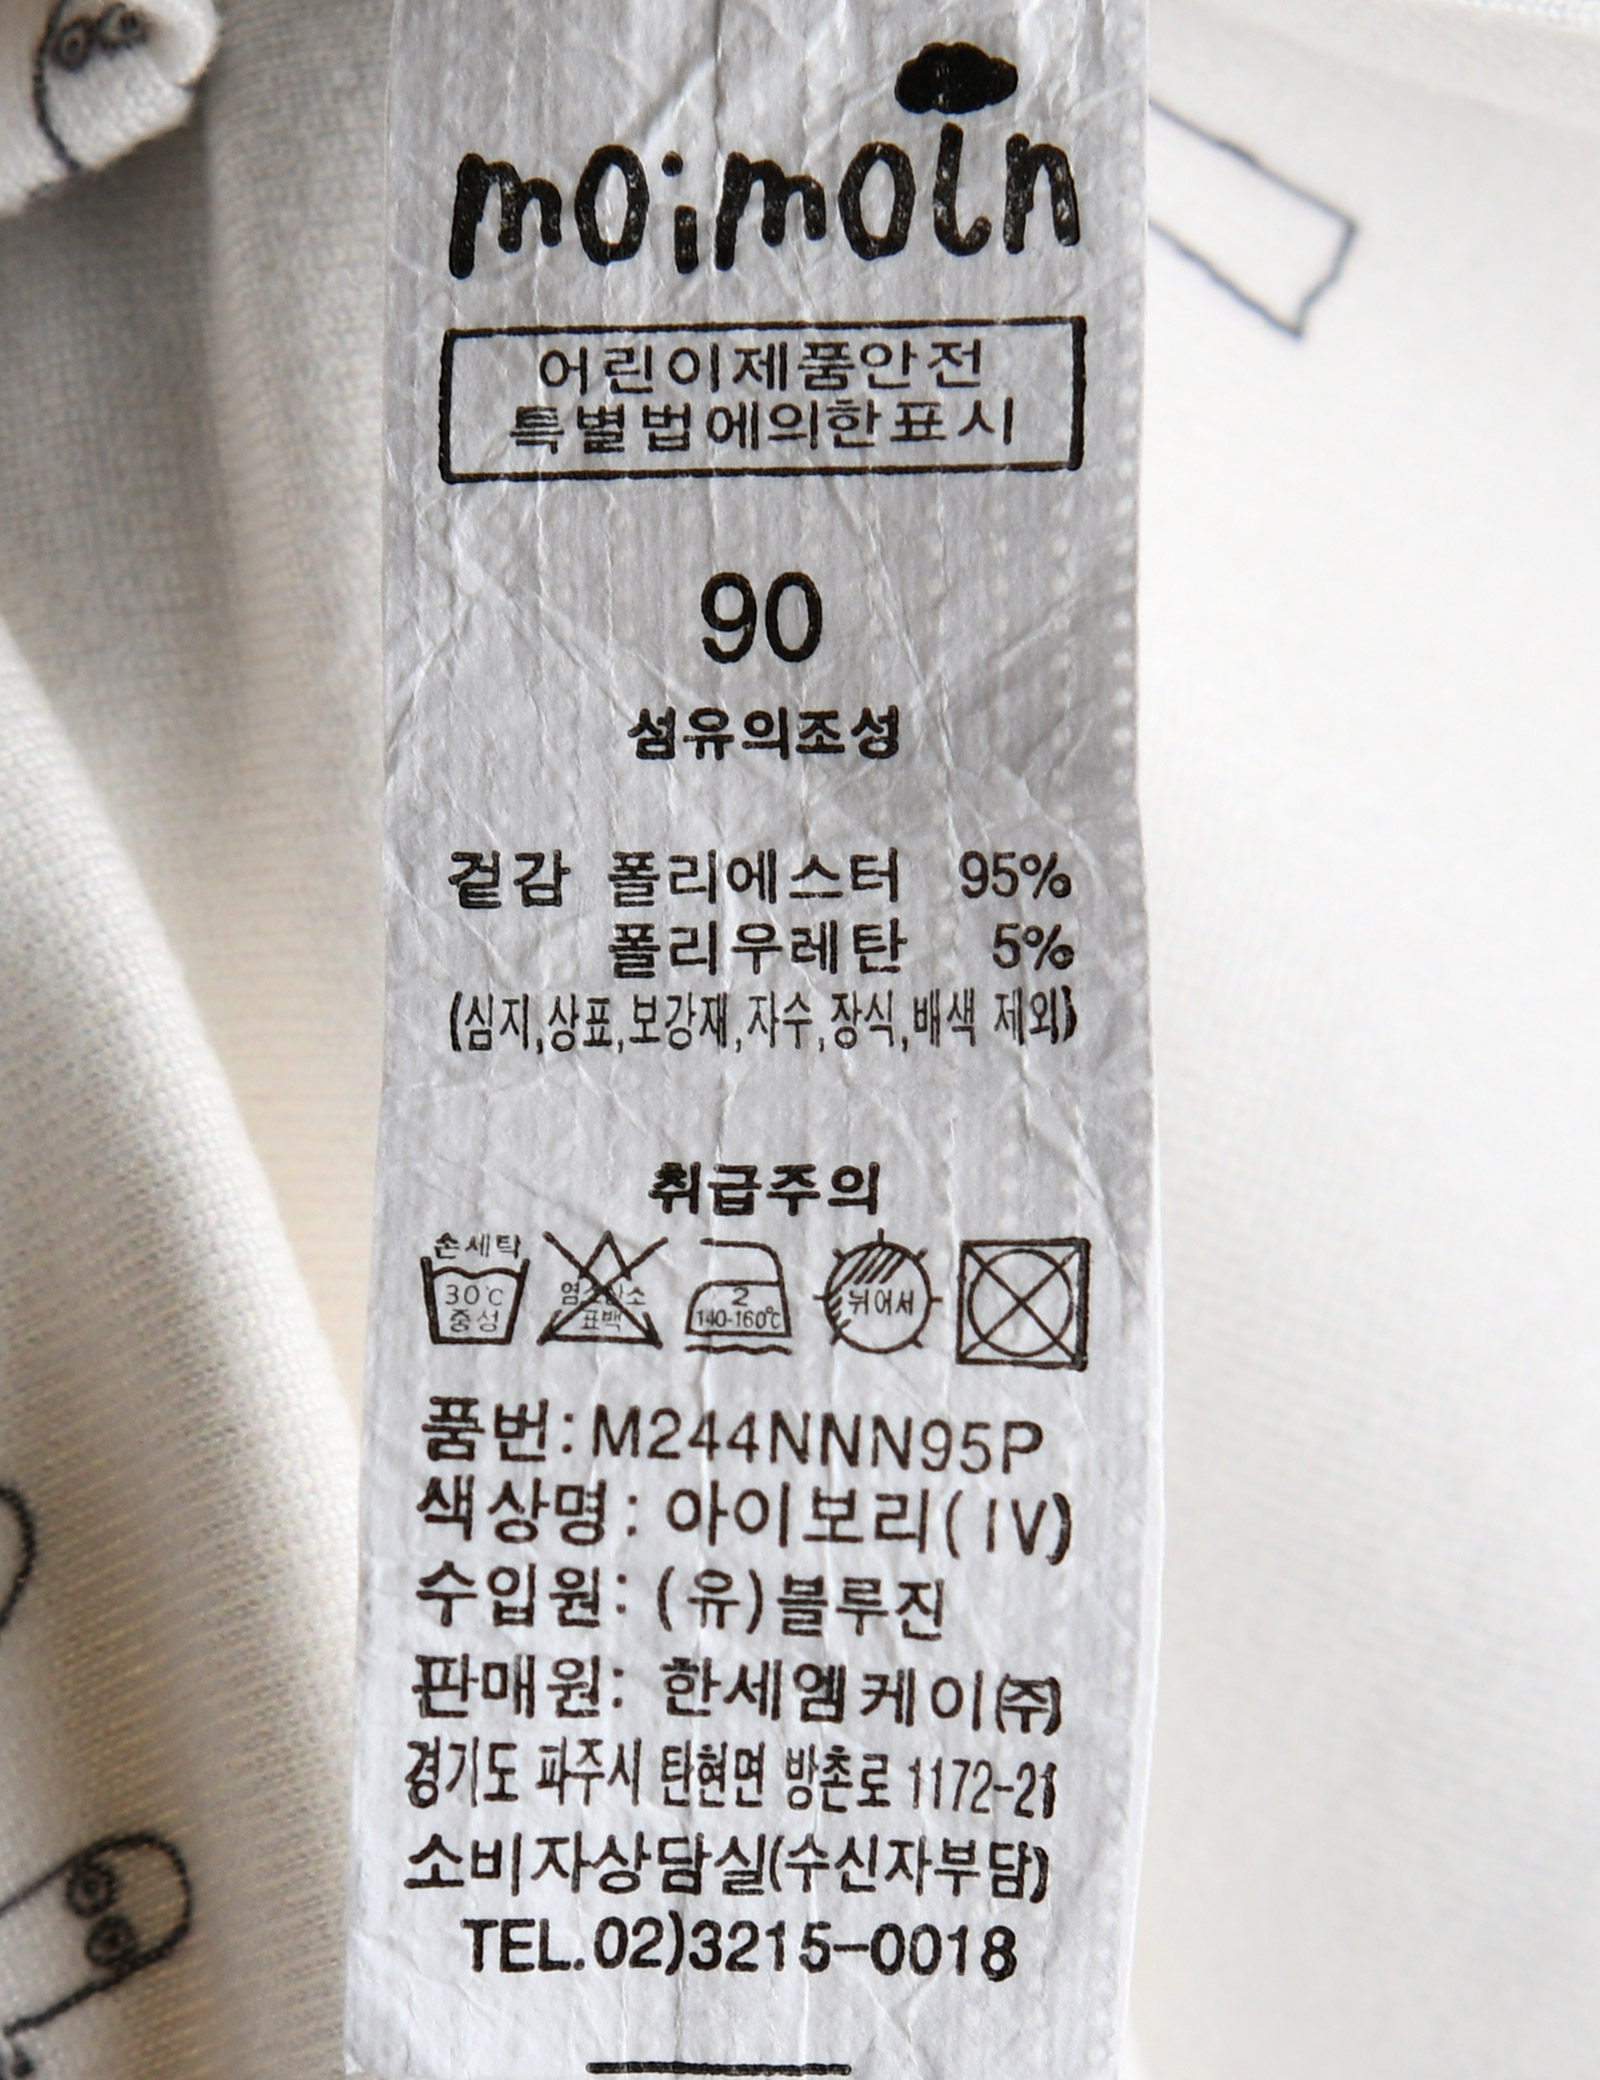 moimoln
어린이제품안전
특별법에의한표시
90
섬유의조성
겉감 폴리에스터 95%
폴리우레탄 5%
(심지,상표,보강재,자수,장식,배색 제외)
취급주의
손세탁
30℃
중성
염소산소
표백
2
140-160℃
뉘어서
품번:M244NNN95P
색상명: 아이보리(IV)
수입원: (유)블루진
판매원: 한세엠케이㈜
경기도 파주시 탄현면 방촌로 1172-21
소비자상담실(수신자부담)
TEL.02)3215-0018